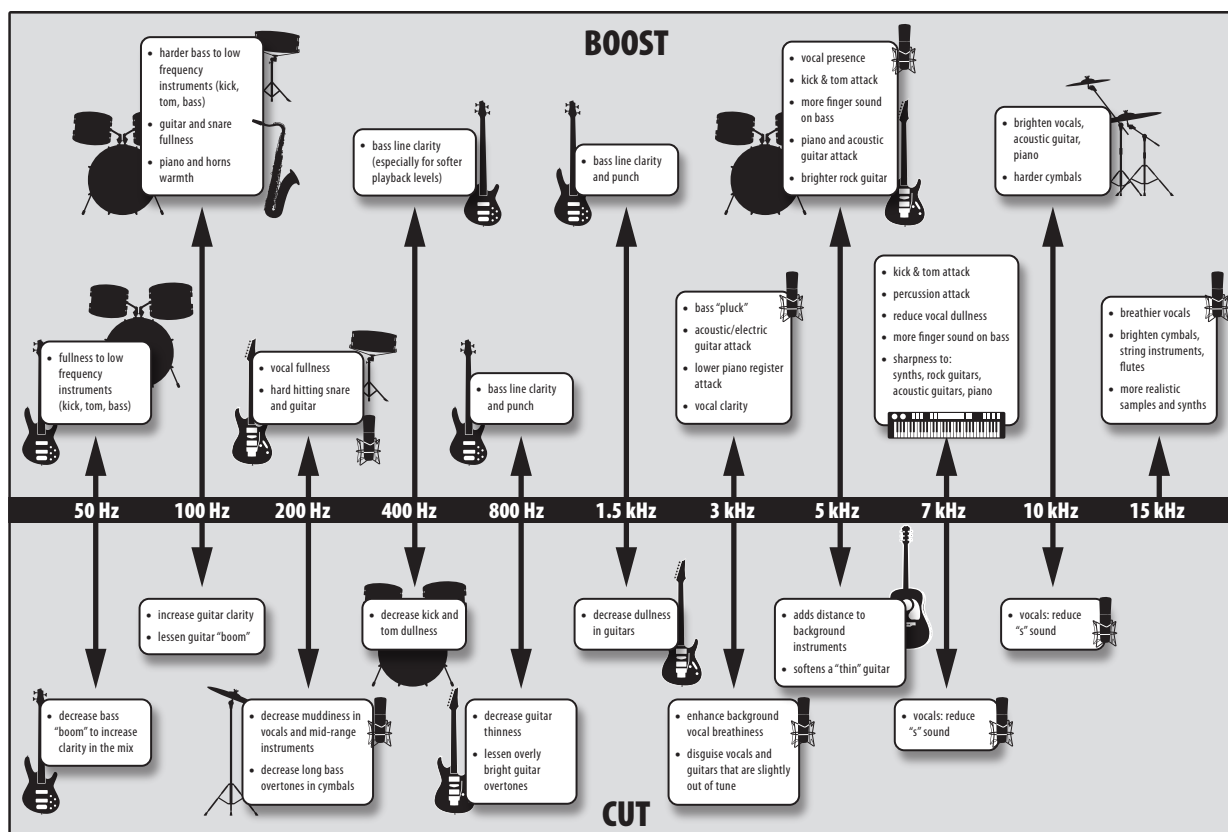 BOOST
• harder bass to low
frequency
instruments (kick,
tom, bass)
• guitar and snare
fullness
• piano and horns
warmth
• bass line clarity
(especially for softer
playback levels)
• bass line clarity
and punch
• vocal presence
• kick & tom attack
• more finger sound
on bass
• piano and acoustic
guitar attack
• brighter rock guitar
• brighten vocals,
acoustic guitar,
piano
• harder cymbals
• fullness to low
frequency
instruments
(kick, tom, bass)
• vocal fullness
• hard hitting snare
and guitar
• bass line clarity
and punch
• bass “pluck”
• acoustic/electric
guitar attack
• lower piano register
attack
• vocal clarity
• kick & tom attack
• percussion attack
• reduce vocal dullness
• more finger sound on bass
• sharpness to:
synths, rock guitars,
acoustic guitars, piano
• breathier vocals
• brighten cymbals,
string instruments,
flutes
• more realistic
samples and synths
50 Hz 100 Hz 200 Hz 400 Hz 800 Hz 1.5 kHz 3 kHz 5 kHz 7 kHz 10 kHz 15 kHz
• increase guitar clarity
• lessen guitar “boom”
• decrease kick and
tom dullness
• decrease dullness
in guitars
• adds distance to
background
instruments
• softens a “thin” guitar
• vocals: reduce
“s” sound
• decrease bass
“boom” to increase
clarity in the mix
• decrease muddiness in
vocals and mid-range
instruments
• decrease long bass
overtones in cymbals
• decrease guitar
thinness
• lessen overly
bright guitar
overtones
• enhance background
vocal breathiness
• disguise vocals and
guitars that are slightly
out of tune
• vocals: reduce
“s” sound
CUT